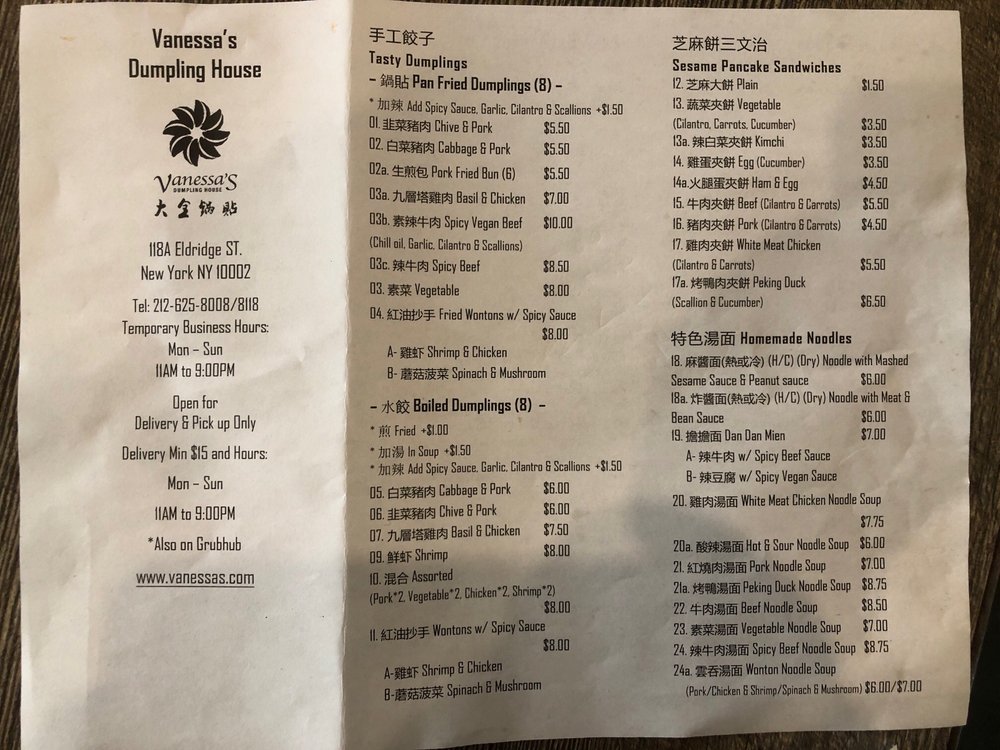 Vanessa's
Dumpling House
Vanessa's
DUMPLING HOUSE
大金锅贴
118A Eldridge ST.
New York NY 10002
Tel: 212-625-8008/8118
Temporary Business Hours:
Mon – Sun
11AM to 9:00PM
Open for
Delivery & Pick up Only
Delivery Min $15 and Hours:
Mon – Sun
11AM to 9:00PM
*Also on Grubhub
www.vanessas.com
手工餃子
Tasty Dumplings
– 鍋貼 Pan Fried Dumplings (8) –
* 加辣 Add Spicy Sauce, Garlic, Cilantro & Scallions +$1.50
01. 韭菜豬肉 Chive & Pork $5.50
02. 白菜豬肉 Cabbage & Pork $5.50
02a. 生煎包 Pork Fried Bun (6) $5.50
03a. 九層塔雞肉 Basil & Chicken $7.00
03b. 素辣牛肉 Spicy Vegan Beef $10.00
(Chill oil, Garlic, Cilantro & Scallions)
03c. 辣牛肉 Spicy Beef $8.50
03. 素菜 Vegetable $8.00
04. 紅油抄手 Fried Wontons w/ Spicy Sauce
$8.00
A- 雞虾 Shrimp & Chicken
B- 蘑菇菠菜 Spinach & Mushroom
– 水餃 Boiled Dumplings (8) –
* 煎 Fried +$1.00
* 加湯 In Soup +$1.50
* 加辣 Add Spicy Sauce, Garlic, Cilantro & Scallions +$1.50
05. 白菜豬肉 Cabbage & Pork $6.00
06. 韭菜豬肉 Chive & Pork $6.00
07. 九層塔雞肉 Basil & Chicken $7.50
09. 鮮虾 Shrimp $8.00
10. 混合 Assorted
(Pork*2, Vegetable*2, Chicken*2, Shrimp*2)
$8.00
11. 紅油抄手 Wontons w/ Spicy Sauce
$8.00
A-雞虾 Shrimp & Chicken
B-蘑菇菠菜 Spinach & Mushroom
芝麻餅三文治
Sesame Pancake Sandwiches
12. 芝麻大餅 Plain $1.50
13. 蔬菜夾餅 Vegetable
(Cilantro, Carrots, Cucumber) $3.50
13a. 辣白菜夾餅 Kimchi $3.50
14. 雞蛋夾餅 Egg (Cucumber) $3.50
14a.火腿蛋夾餅 Ham & Egg $4.50
15. 牛肉夾餅 Beef (Cilantro & Carrots) $5.50
16. 豬肉夾餅 Pork (Cilantro & Carrots) $4.50
17. 雞肉夾餅 White Meat Chicken
(Cilantro & Carrots) $5.50
17a. 烤鴨肉夾餅 Peking Duck
(Scallion & Cucumber) $6.50
特色湯面 Homemade Noodles
18. 麻醬面(熱或冷) (H/C) (Dry) Noodle with Mashed
Sesame Sauce & Peanut sauce $6.00
18a. 炸醬面(熱或冷) (H/C) (Dry) Noodle with Meat &
Bean Sauce $6.00
19. 擔擔面 Dan Dan Mien $7.00
A- 辣牛肉 w/ Spicy Beef Sauce
B- 辣豆腐 w/ Spicy Vegan Sauce
20. 雞肉湯面 White Meat Chicken Noodle Soup
$7.75
20a. 酸辣湯面 Hot & Sour Noodle Soup $6.00
21. 紅燒肉湯面 Pork Noodle Soup $7.00
21a. 烤鴨湯面 Peking Duck Noodle Soup $8.75
22. 牛肉湯面 Beef Noodle Soup $8.50
23. 素菜湯面 Vegetable Noodle Soup $7.00
24. 辣牛肉湯面 Spicy Beef Noodle Soup $8.75
24a. 雲吞湯面 Wonton Noodle Soup
(Pork/Chicken & Shrimp/Spinach & Mushroom) $6.00/$7.00